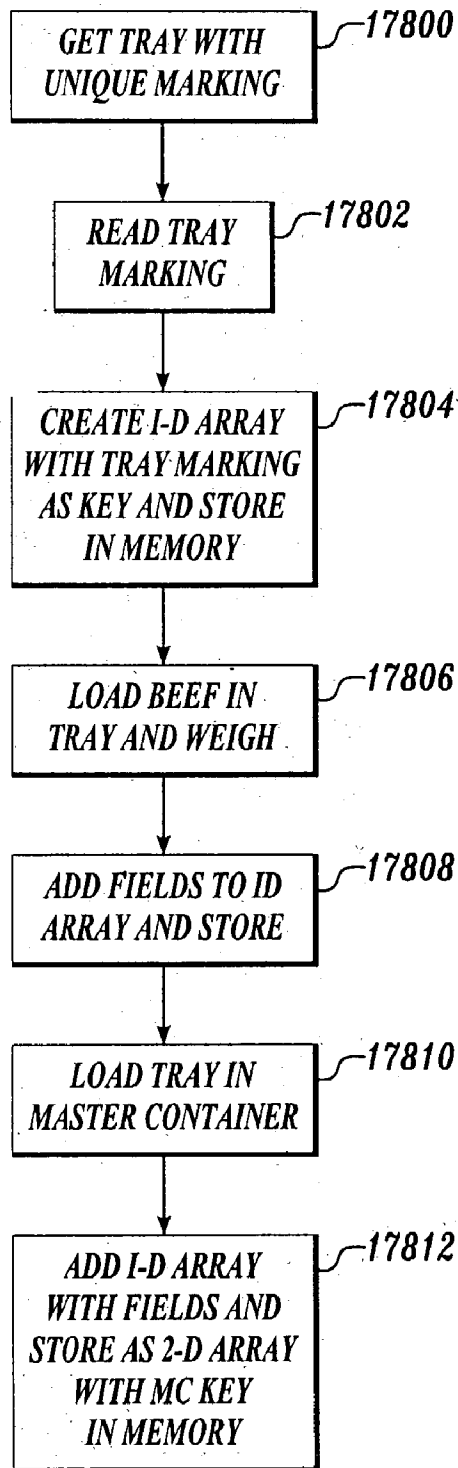 GET TRAY WITH
UNIQUE MARKING
17800
READ TRAY
MARKING
17802
CREATE I-D ARRAY
WITH TRAY MARKING
AS KEY AND STORE
IN MEMORY
17804
LOAD BEEF IN
TRAY AND WEIGH
17806
ADD FIELDS TO ID
ARRAY AND STORE
17808
LOAD TRAY IN
MASTER CONTAINER
17810
ADD I-D ARRAY
WITH FIELDS AND
STORE AS 2-D ARRAY
WITH MC KEY
IN MEMORY
17812